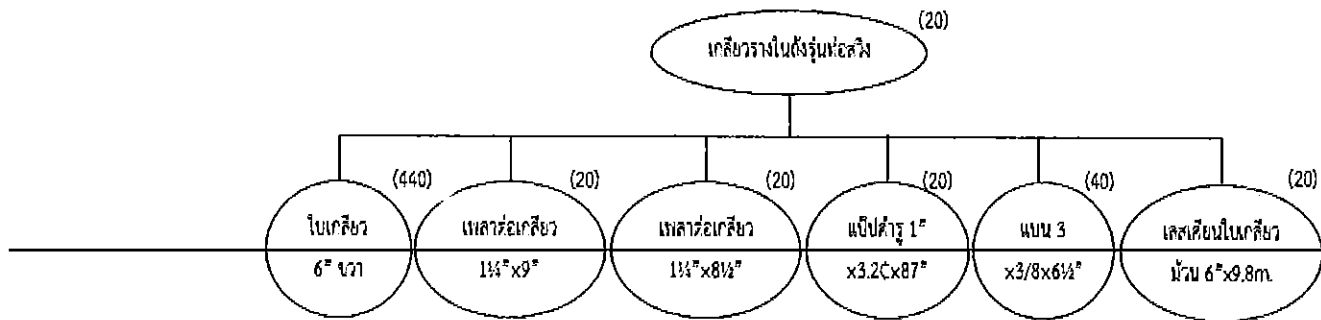 (20)
เกลียวรางในถังรุ่นท่อสวิง
(440) (20) (20) (20) (40) (20)
ใบเกลียว เพลาต่อเกลียว เพลาต่อเกลียว แป๊ปดำรู 1" แบน 3 เลสเตียนใบเกลียว
6" ขวา 1¼"x9" 1¼"x8½" x3.2Cx87" x3/8x6½" ม้วน 6"x9.8m.